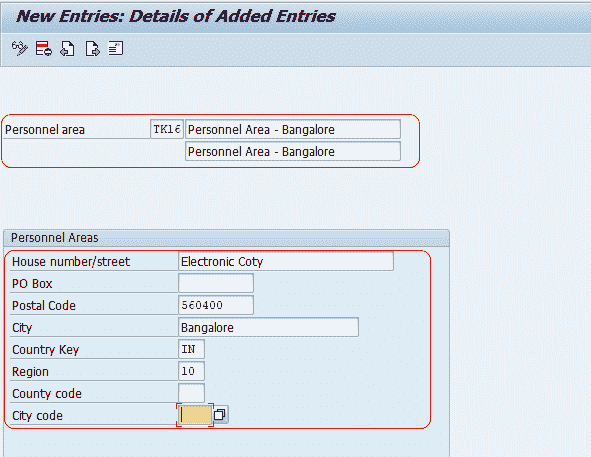 New Entries: Details of Added Entries
Personnel area TK16 Personnel Area - Bangalore
Personnel Area - Bangalore
Personnel Areas
House number/street Electronic Coty
PO Box
Postal Code 560400
City Bangalore
Country Key IN
Region 10
County code
City code